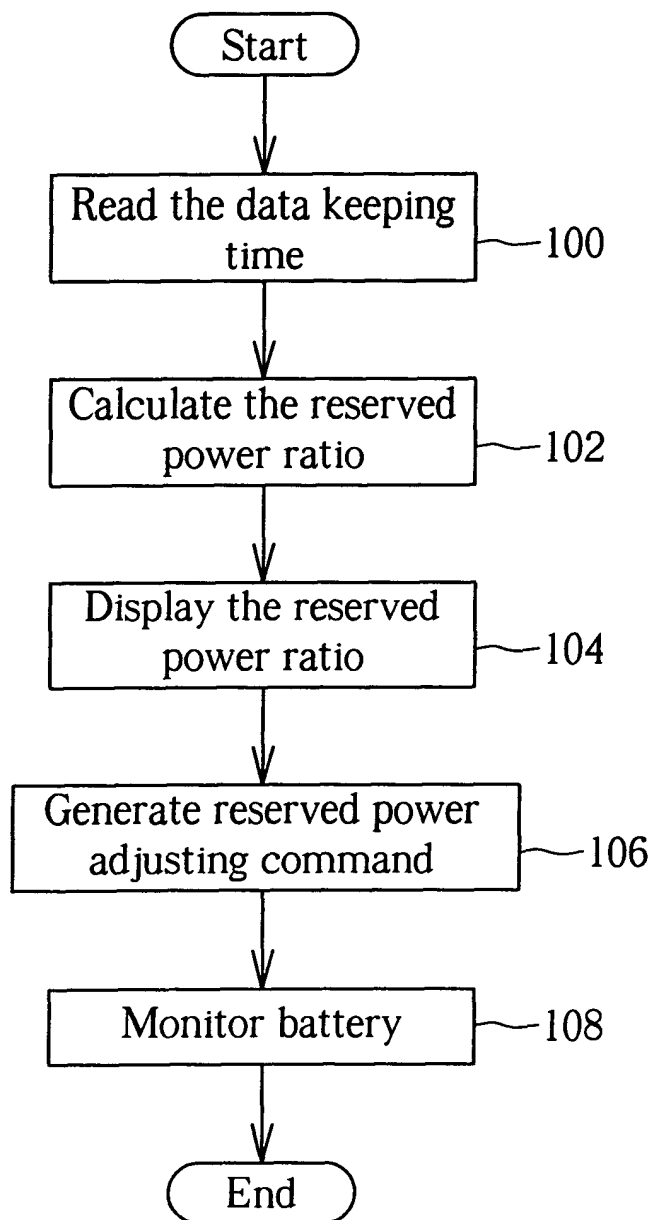 Start
Read the data keeping
time
100
Calculate the reserved
power ratio
102
Display the reserved
power ratio
104
Generate reserved power
adjusting command
106
Monitor battery
108
End